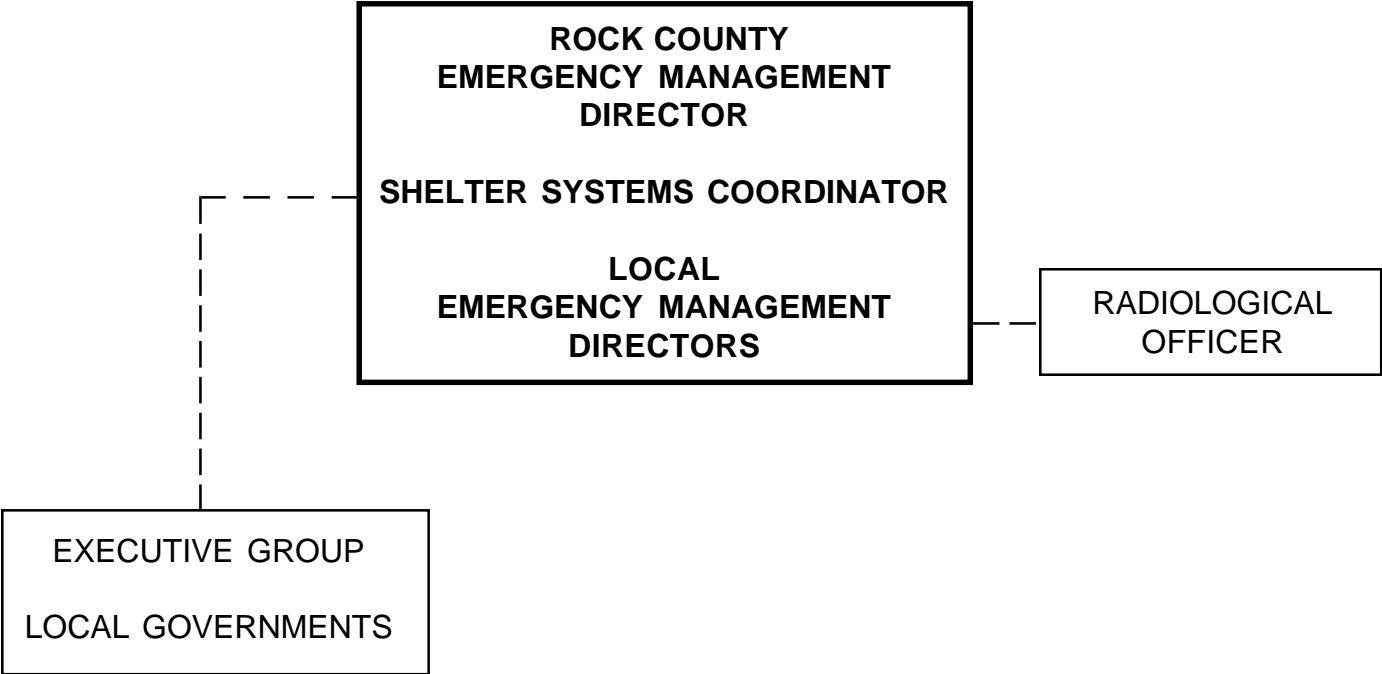 ROCK COUNTY
EMERGENCY MANAGEMENT
DIRECTOR
SHELTER SYSTEMS COORDINATOR
LOCAL
EMERGENCY MANAGEMENT
DIRECTORS
RADIOLOGICAL
OFFICER
EXECUTIVE GROUP
LOCAL GOVERNMENTS